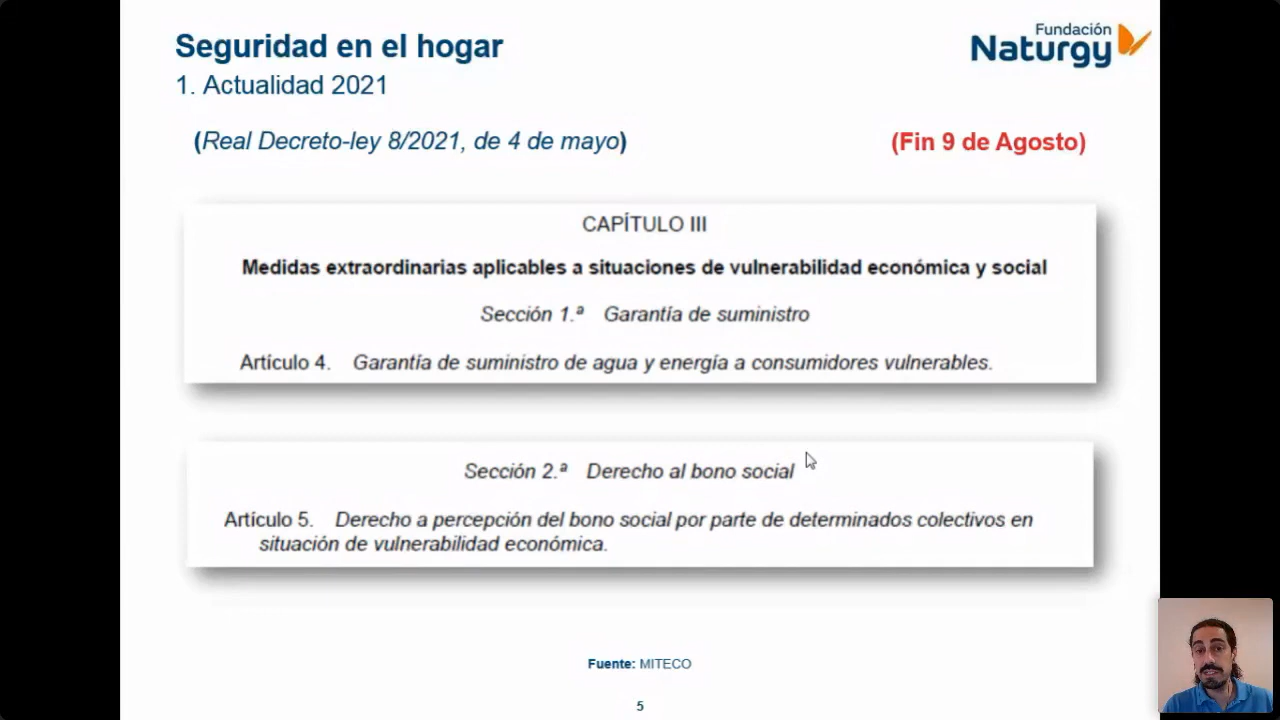 Seguridad en el hogar
Fundación
Naturgy
1. Actualidad 2021
(Real Decreto-ley 8/2021, de 4 de mayo)
(Fin 9 de Agosto)
CAPÍTULO III
Medidas extraordinarias aplicables a situaciones de vulnerabilidad económica y social
Sección 1.ª Garantía de suministro
Artículo 4. Garantía de suministro de agua y energía a consumidores vulnerables.
Sección 2.ª Derecho al bono social
Artículo 5. Derecho a percepción del bono social por parte de determinados colectivos en
situación de vulnerabilidad económica.
Fuente: MITECO
5